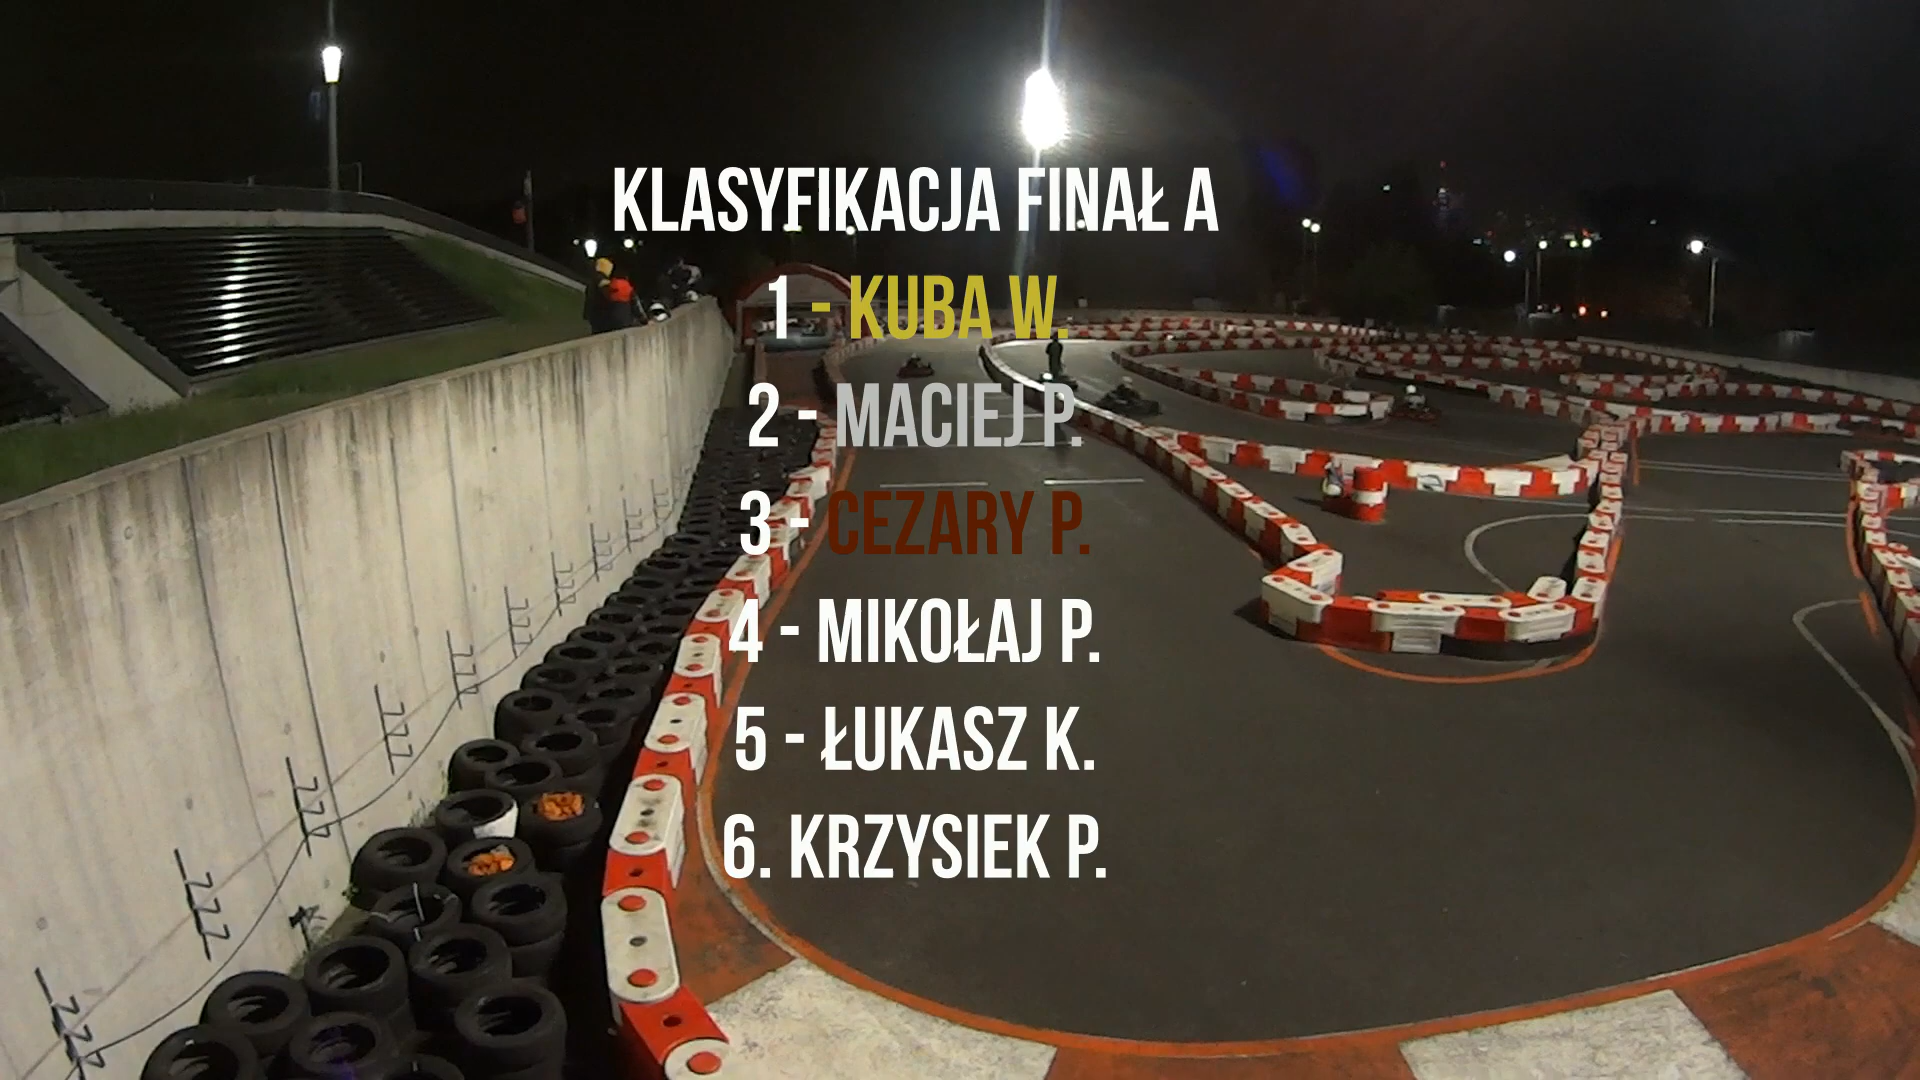 KLASYFIKACJA FINAŁ A
1 - KUBA W.
2 - MACIEJ P.
3 - CEZARY P.
4 - MIKOŁAJ P.
5 - ŁUKASZ K.
6. KRZYSIEK P.